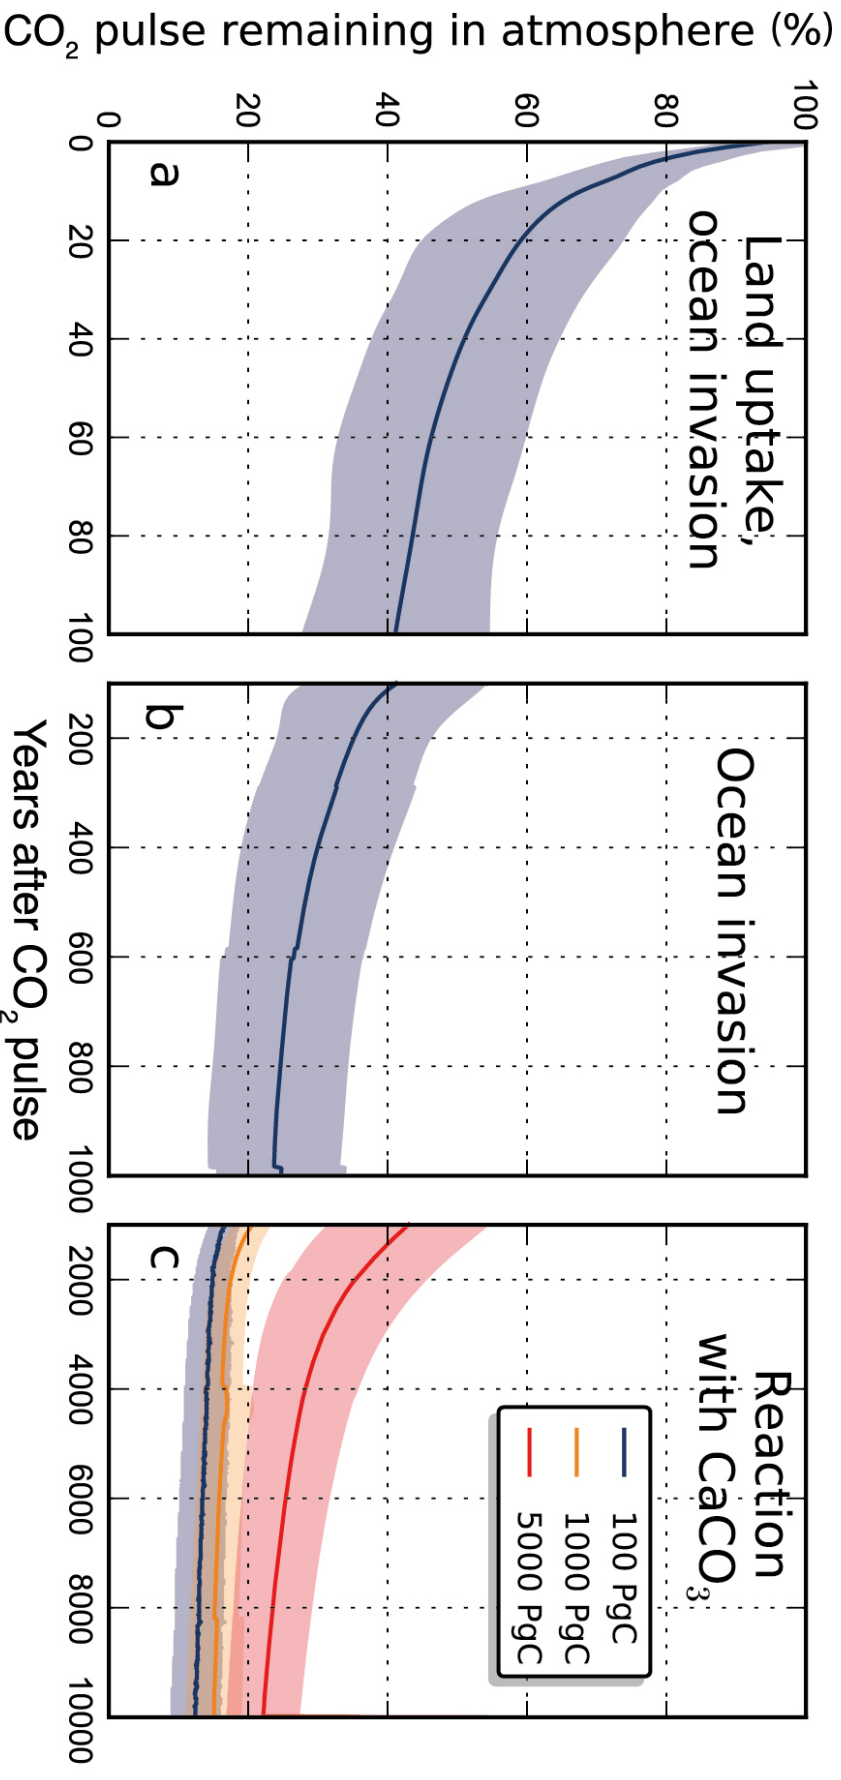 CO₂ pulse remaining in atmosphere (%)
100
80
60
40
20
0
Land uptake,
ocean invasion
a
0 20 40 60 80 100
Ocean invasion
b
200 400 600 800 1000
Reaction
with CaCO₃
100 PgC
1000 PgC
5000 PgC
c
2000 4000 6000 8000 10000
Years after CO₂ pulse